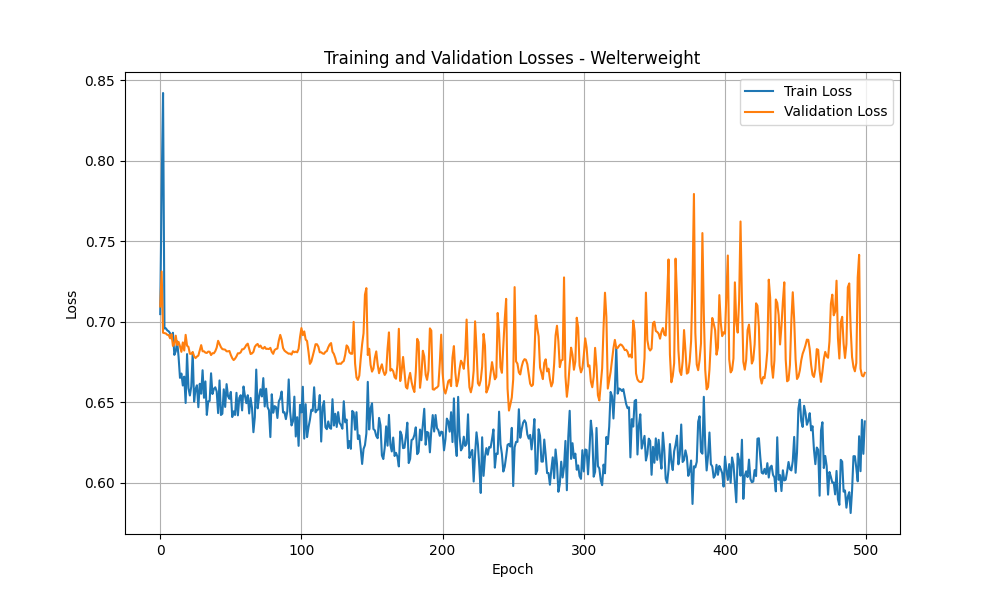 Training and Validation Losses - Welterweight
Train Loss
Validation Loss
Loss
0.85
0.80
0.75
0.70
0.65
0.60
0
100
200
300
400
500
Epoch